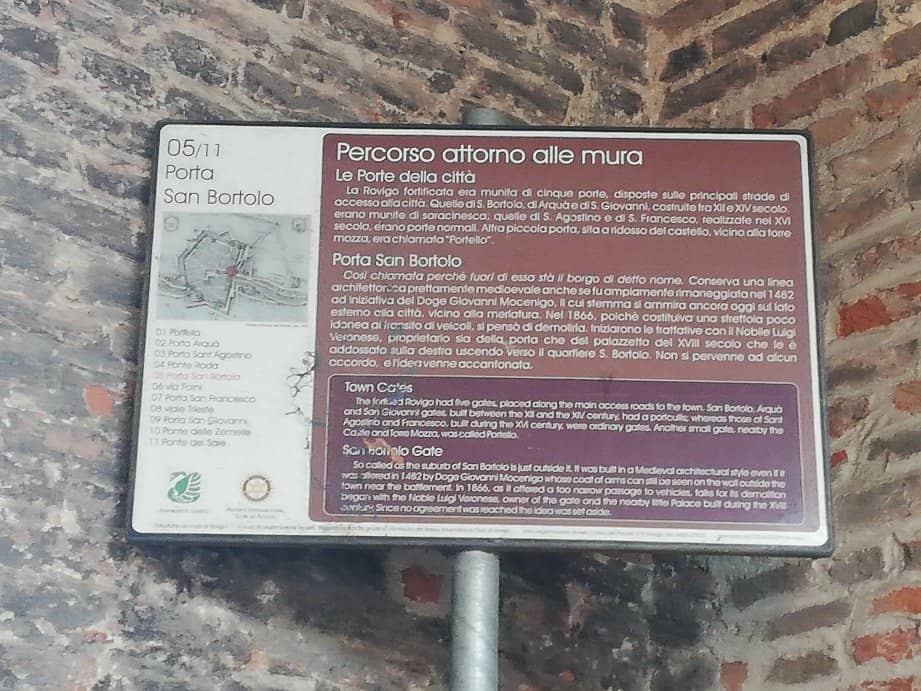 05/11
Porta
San Bortolo
01 Portello
02 Porta Arquà
03 Porta Sant'Agostino
04 Ponte Roda
05 Porta San Bortolo
06 via Forni
07 Porta San Francesco
08 viale Trieste
09 Porta San Giovanni
10 Ponte delle Zemelle
11 Ponte del Sale
Percorso attorno alle mura
Le Porte della città
La Rovigo fortificata era munita di cinque porte, disposte sulle principali strade di
accesso alla città. Quelle di S. Bortolo, di Arquà e di S. Giovanni, costruite tra XII e XIV secolo,
erano munite di saracinesca, quelle di S. Agostino e di S. Francesco, realizzate nel XVI
secolo, erano porte normali. Altra piccola porta, sita a ridosso del castello, vicino alla torre
mozza, era chiamata "Portello".
Porta San Bortolo
Così chiamata perchè fuori di essa stà il borgo di detto nome. Conserva una linea
architettonica prettamente medioevale anche se fu ampiamente rimaneggiata nel 1482
ad iniziativa del Doge Giovanni Mocenigo, il cui stemma si ammira ancora oggi sul lato
esterno alla città, vicino alla merlatura. Nel 1866, poichè costituiva una strettoia poco
idonea al transito di veicoli, si pensò di demolirla. Iniziarono le trattative con il Nobile Luigi
Veronese, proprietario sia della porta che del palazzetto del XVIII secolo che le è
addossato sulla destra uscendo verso il quartiere S. Bortolo. Non si pervenne ad alcun
accordo, e l'idea venne accantonata.
Town Gates
The fortified Rovigo had five gates, placed along the main access roads to the town. San Bortolo, Arquà
and San Giovanni gates, built between the XII and the XIV century, had a portcullis; whereas those of Sant
Agostino and Francesco, built during the XVI century, were ordinary gates. Another small gate, nearby the
Castle and Torre Mozza, was called Portello.
San Bortolo Gate
So called as the suburb of San Bortolo is just outside it. It was built in a Medieval architectural style even if it
was altered in 1482 by Doge Giovanni Mocenigo whose coat of arms can still be seen on the wall outside the
town near the battlement. In 1866, as it offered a too narrow passage to vehicles, talks for its demolition
began with the Noble Luigi Veronese, owner of the gate and the nearby little Palace built during the XVIII
century. Since no agreement was reached the idea was set aside.